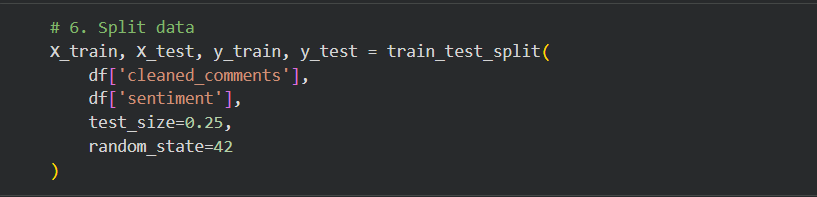 # 6. Split data
X_train, X_test, y_train, y_test = train_test_split(
    df['cleaned_comments'],
    df['sentiment'],
    test_size=0.25,
    random_state=42
)